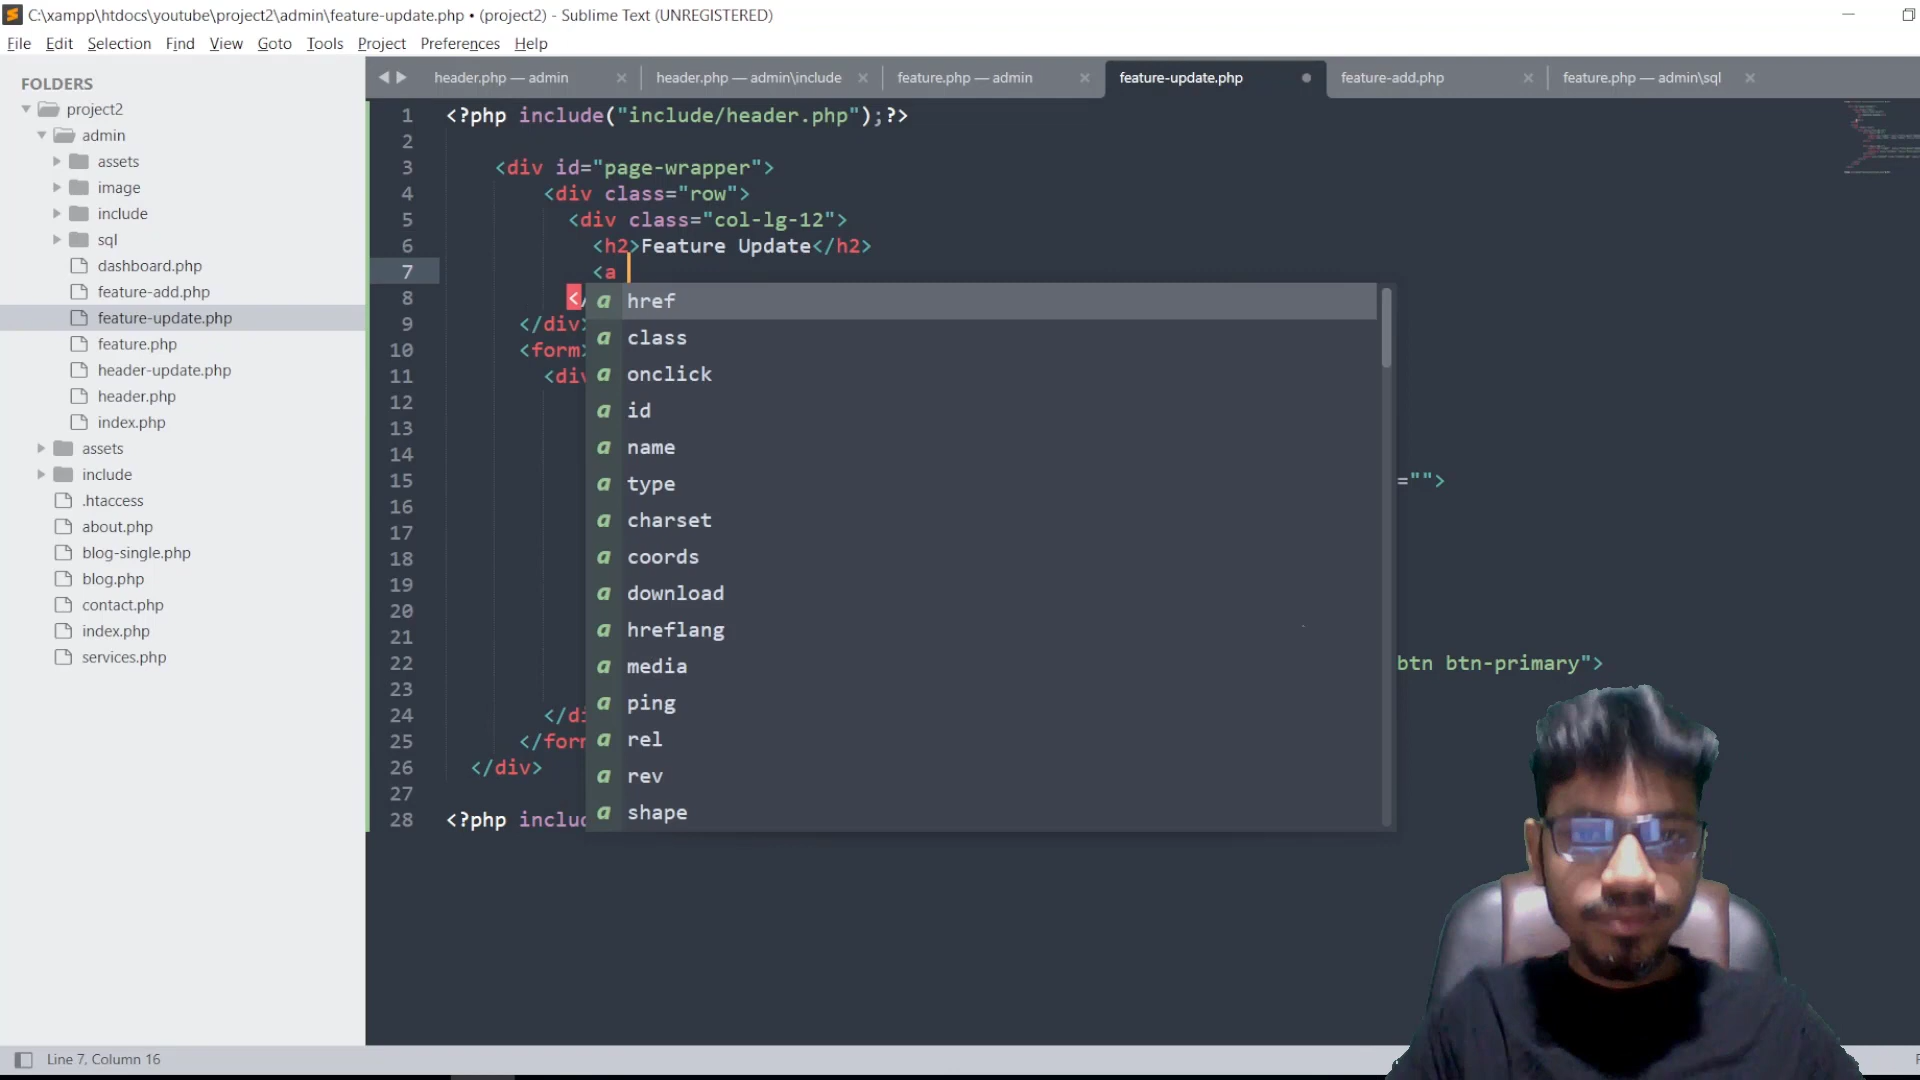 C:\xampp\htdocs\youtube\project2\admin\feature-update.php • (project2) - Sublime Text (UNREGISTERED)
File Edit Selection Find View Goto Tools Project Preferences Help
FOLDERS
project2
admin
assets
image
include
sql
dashboard.php
feature-add.php
feature-update.php
feature.php
header-update.php
header.php
index.php
assets
include
.htaccess
about.php
blog-single.php
blog.php
contact.php
index.php
services.php
header.php — admin header.php — admin\include feature.php — admin feature-update.php feature-add.php feature.php — admin\sql
1 <?php include("include/header.php");?>
2
3 <div id="page-wrapper">
4 <div class="row">
5 <div class="col-lg-12">
6 <h2>Feature Update</h2>
7 <a
8 </
9 </div>
10 <form>
11 <div
12
13
14
15 ="">
16
17
18
19
20
21
22 btn btn-primary">
23
24 </di
25 </form
26 </div>
27
28 <?php includ
a href
a class
a onclick
a id
a name
a type
a charset
a coords
a download
a hreflang
a media
a ping
a rel
a rev
a shape
Line 7, Column 16